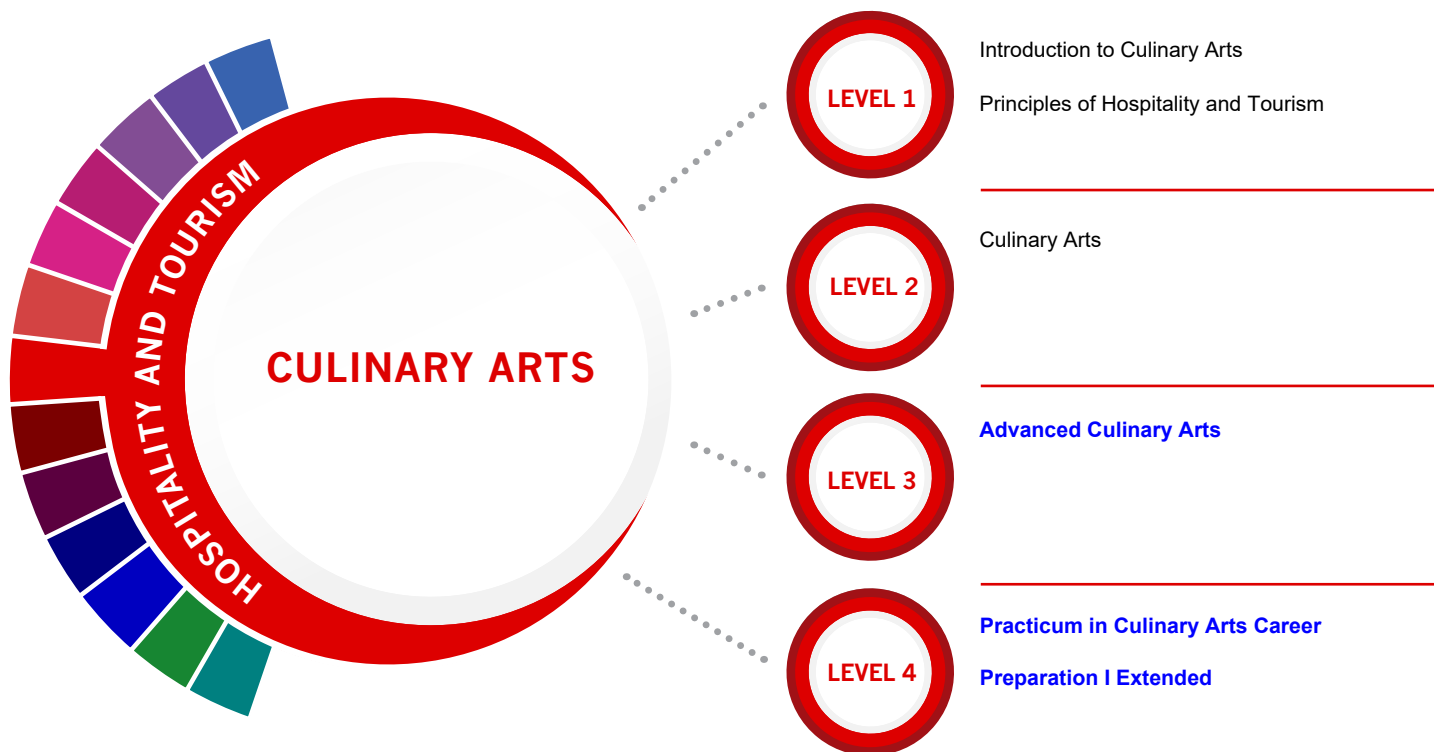 HOSPITALITY AND TOURISM
CULINARY ARTS
LEVEL 1
Introduction to Culinary Arts
Principles of Hospitality and Tourism
LEVEL 2
Culinary Arts
LEVEL 3
Advanced Culinary Arts
LEVEL 4
Practicum in Culinary Arts Career
Preparation I Extended